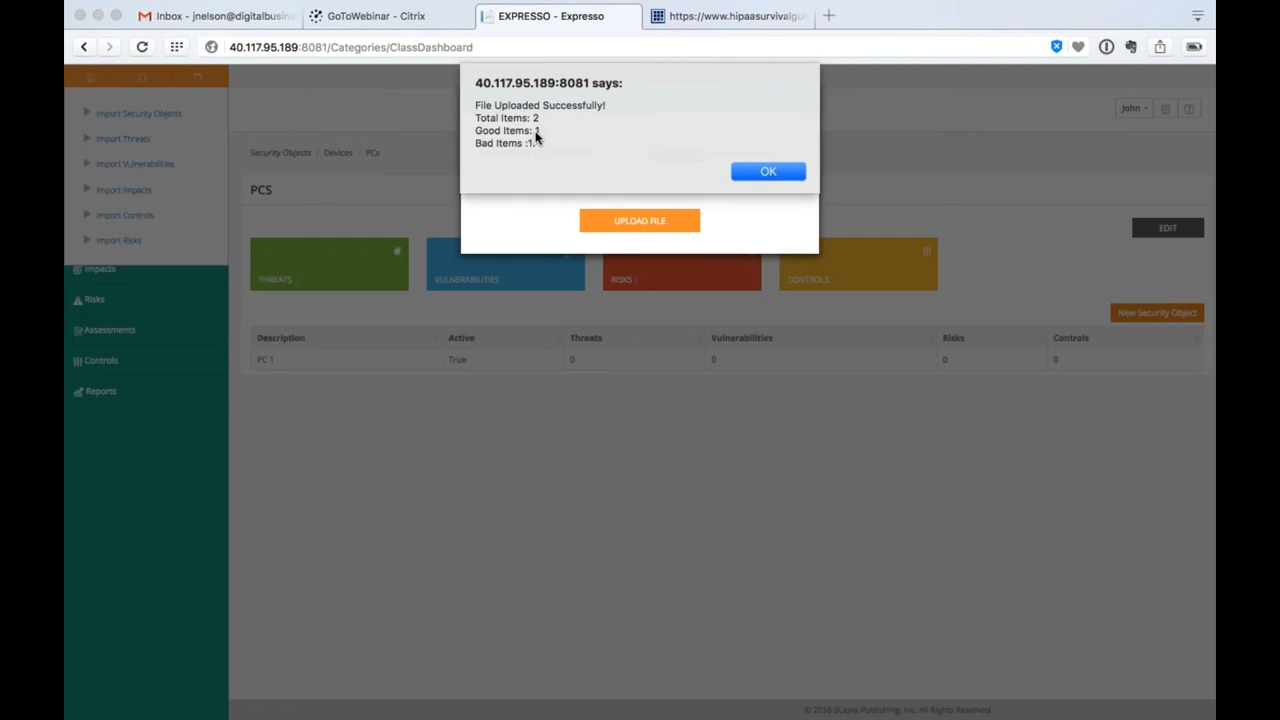 Inbox - jnelson@digitalbusin
GoToWebinar - Citrix
EXPRESSO - Expresso
https://www.hipaasurvivalgu
40.117.95.189:8081/Categories/ClassDashboard
40.117.95.189:8081 says:
File Uploaded Successfully!
Total Items: 2
Good Items: 1
Bad Items :1
OK
UPLOAD FILE
Import Security Objects
Import Threats
Import Vulnerabilities
Import Impacts
Import Controls
Import Risks
Impacts
Risks
Assessments
Controls
Reports
John
Security Objects / Devices / PCs
PCS
EDIT
THREATS
VULNERABILITIES
RISKS
CONTROLS
New Security Object
Description Active Threats Vulnerabilities Risks Controls
PC 1 True 0 0 0 0
© 2016 3Lions Publishing, Inc. All Rights Reserved